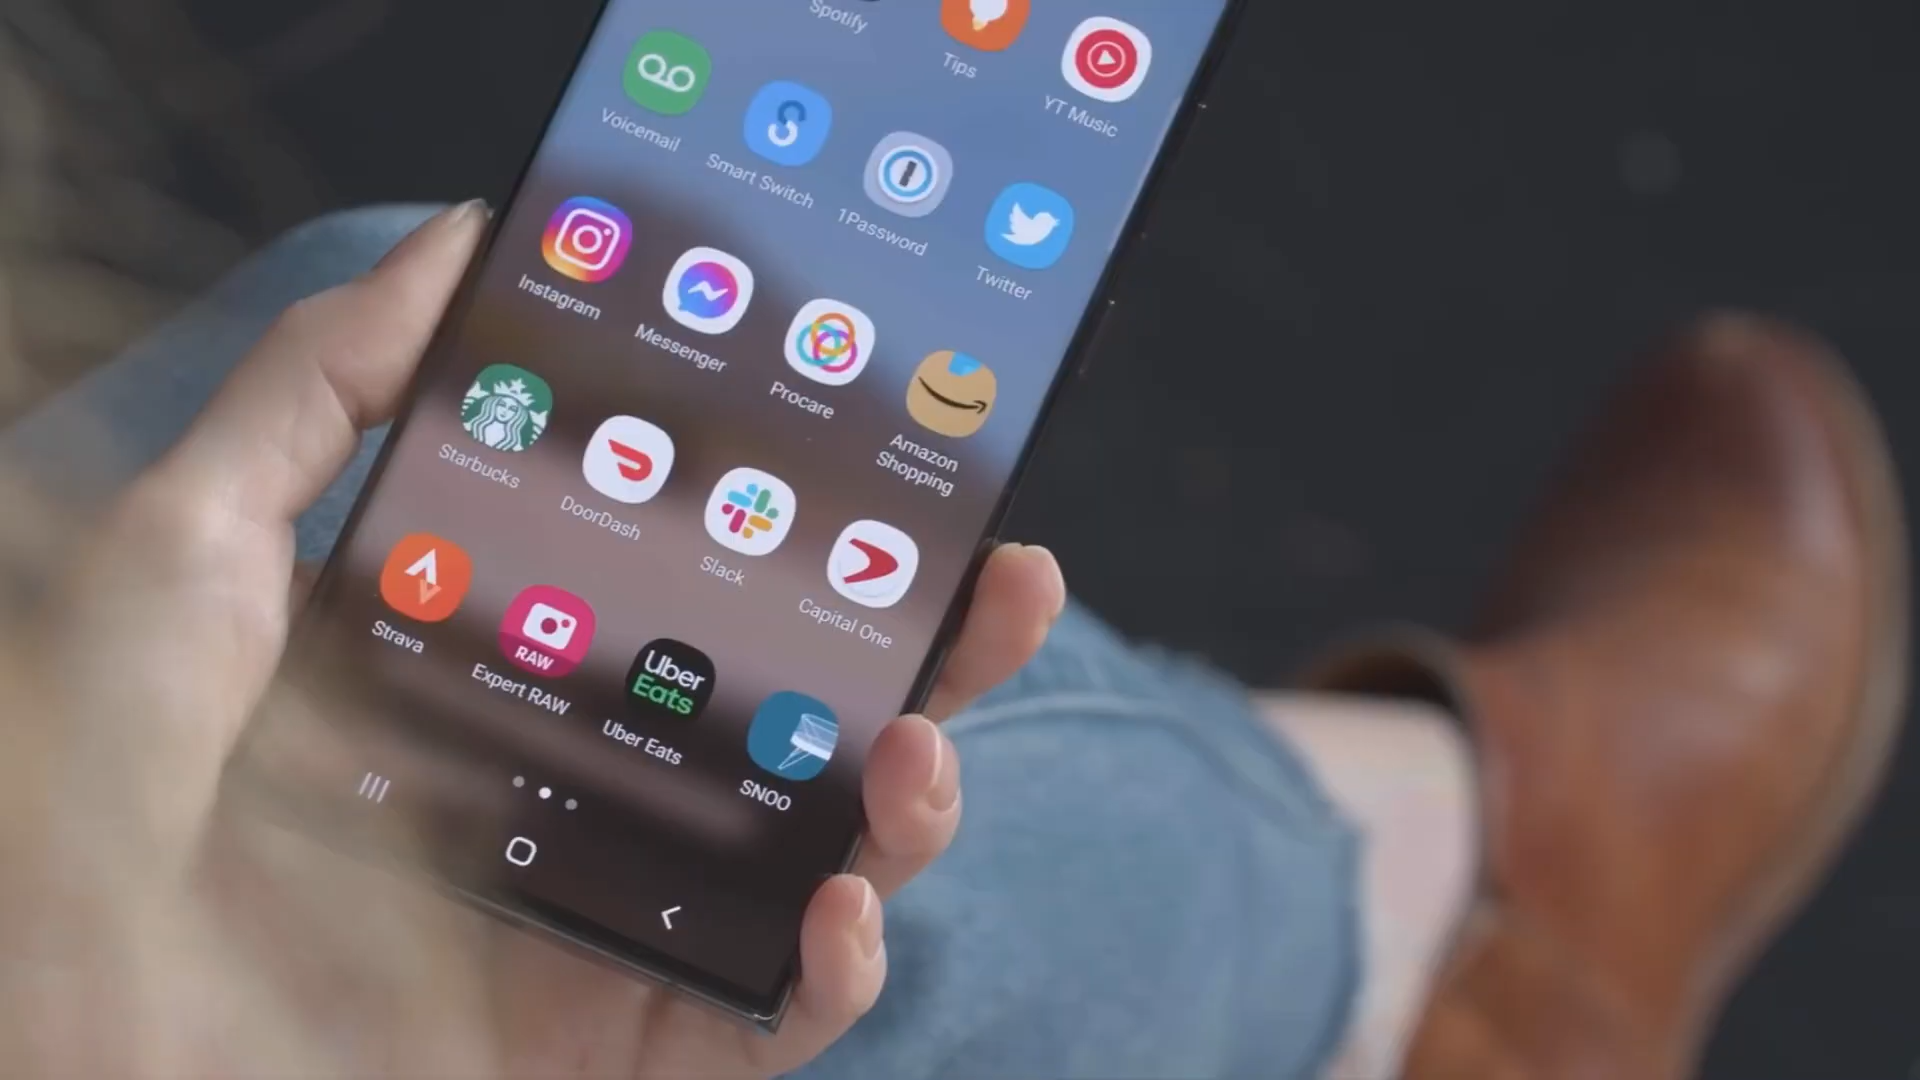 Spotify
Tips
YT Music
Voicemail
Smart Switch
1Password
Twitter
Instagram
Messenger
Procare
Amazon
Shopping
Starbucks
DoorDash
Slack
Capital One
Strava
RAW
Expert RAW
Uber
Eats
Uber Eats
SNOO